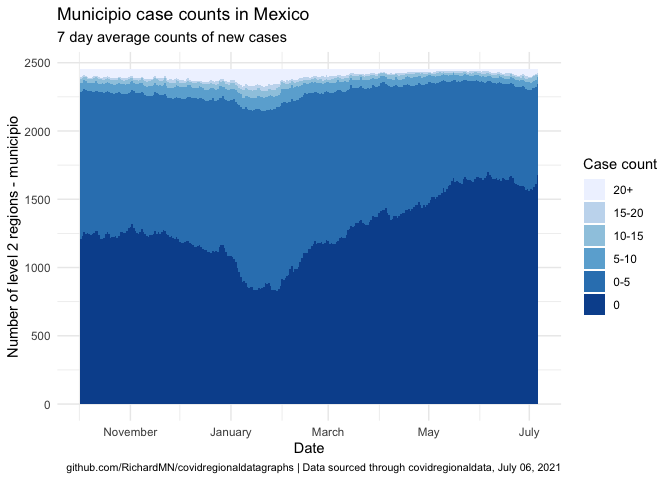 Municipio case counts in Mexico
7 day average counts of new cases
Number of level 2 regions - municipio
2500
2000
1500
1000
500
0
November
January
March
May
July
Date
Case count
20+
15-20
10-15
5-10
0-5
0
github.com/RichardMN/covidregionaldatagraphs | Data sourced through covidregionaldata, July 06, 2021